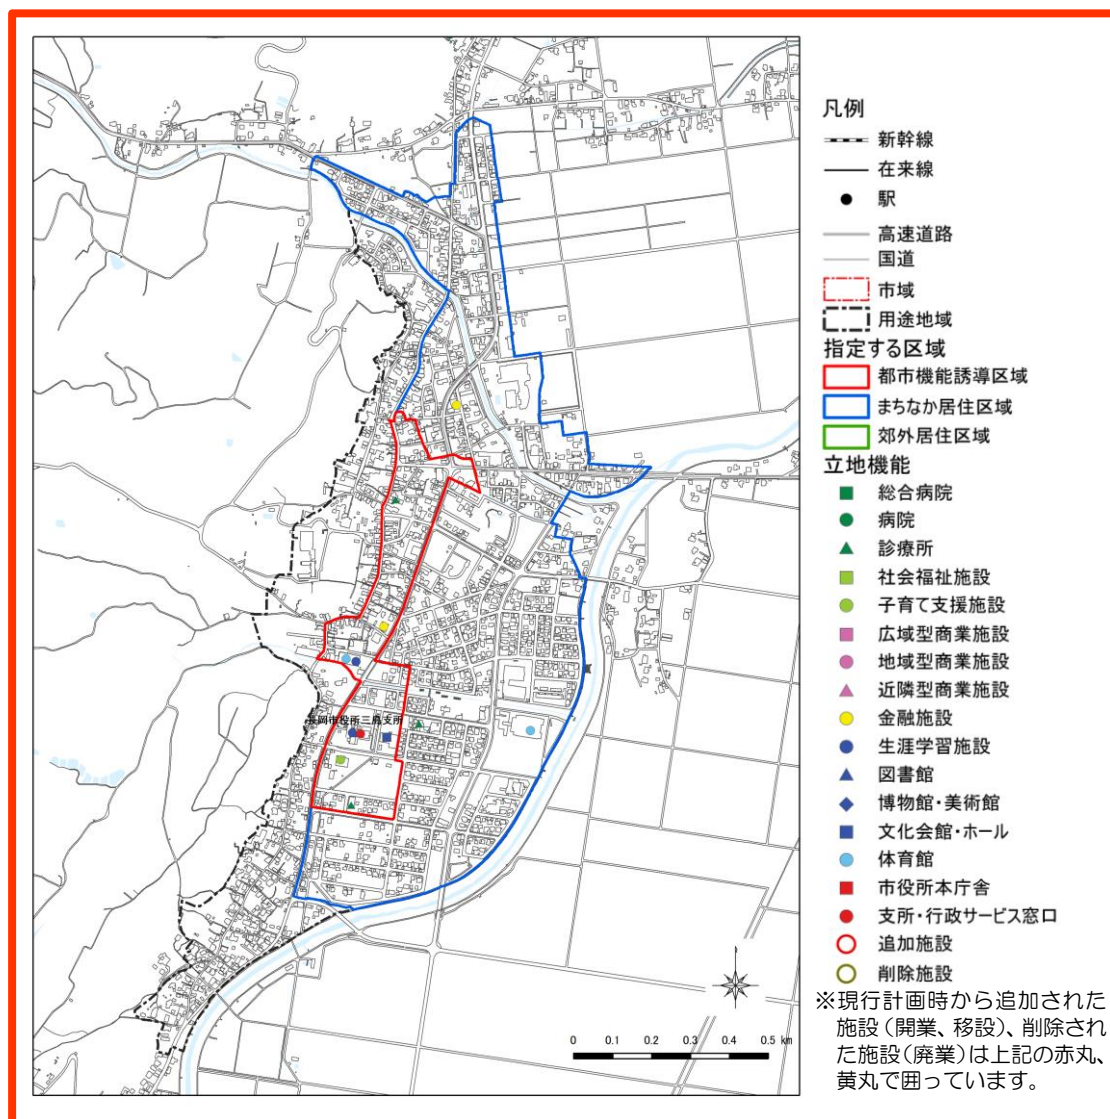 長岡市役所三島支所
0 0.1 0.2 0.3 0.4 0.5 km
凡例
新幹線
在来線
駅
高速道路
国道
市域
用途地域
指定する区域
都市機能誘導区域
まちなか居住区域
郊外居住区域
立地機能
総合病院
病院
診療所
社会福祉施設
子育て支援施設
広域型商業施設
地域型商業施設
近隣型商業施設
金融施設
生涯学習施設
図書館
博物館・美術館
文化会館・ホール
体育館
市役所本庁舎
支所・行政サービス窓口
追加施設
削除施設
※現行計画時から追加された
施設(開業、移設)、削除され
た施設(廃業)は上記の赤丸、
黄丸で囲っています。